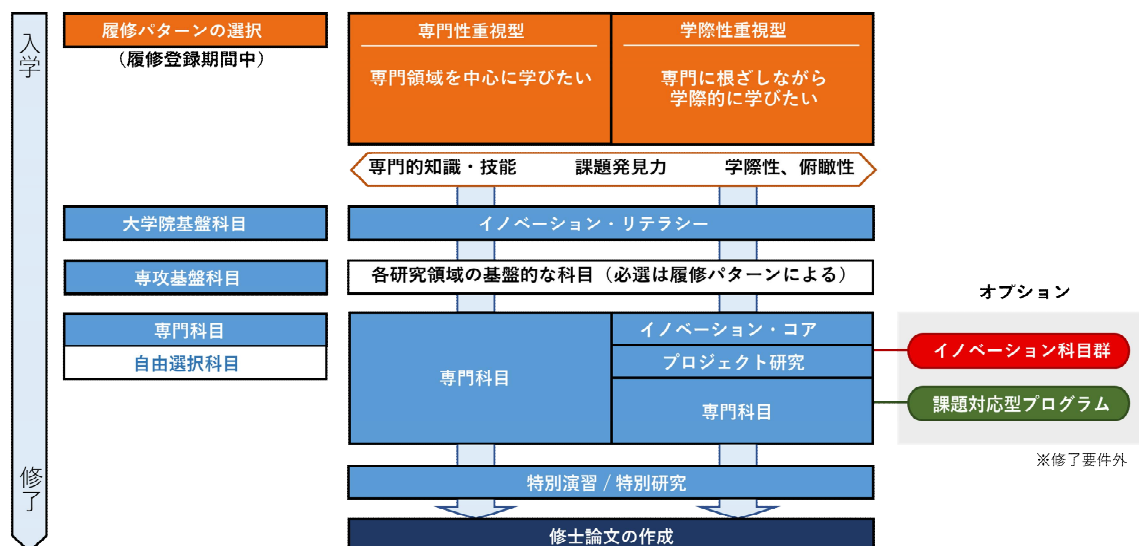 入学
履修パターンの選択
（履修登録期間中）
専門性重視型
専門領域を中心に学びたい
学際性重視型
専門に根ざしながら
学際的に学びたい
専門的知識・技能
課題発見力
学際性、俯瞰性
大学院基盤科目
イノベーション・リテラシー
専攻基盤科目
各研究領域の基盤的な科目（必選は履修パターンによる）
専門科目
自由選択科目
専門科目
イノベーション・コア
プロジェクト研究
専門科目
オプション
イノベーション科目群
課題対応型プログラム
※修了要件外
特別演習 / 特別研究
修士論文の作成
修了